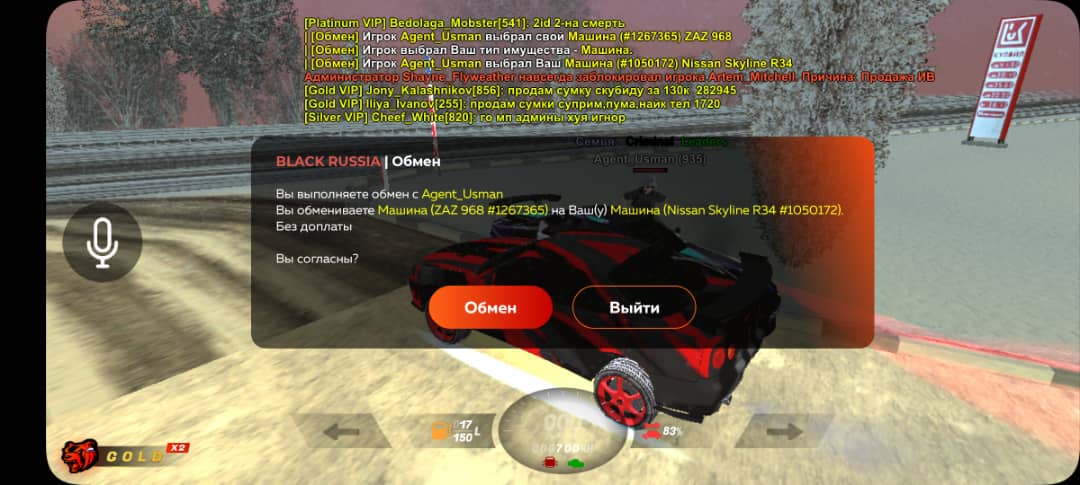 [Platinum VIP] Bedolaga_Mobster[541]: 2id 2-на смерть
| [Обмен] Игрок Agent_Usman выбрал свой Машина (#1267365) ZAZ 968
| [Обмен] Игрок выбрал Ваш тип имущества - Машина.
| [Обмен] Игрок Agent_Usman выбрал Ваш Машина (#1050172) Nissan Skyline R34
Администратор Shayne_Flyweather навсегда заблокировал игрока Artem_Mitchell. Причина: Продажа ИВ
[Gold VIP] Jony_Kalashnikov[856]: продам сумку скубиду за 130к 282945
[Gold VIP] Iliya_Ivanov[255]: продам сумки суприм,пума,наик тел 1720
[Silver VIP] Cheef_White[820]: го мп админы хуя игнор
Семья: Criminal Leaders
Agent_Usman (935)
BLACK RUSSIA | Обмен
Вы выполняете обмен с Agent_Usman
Вы обмениваете Машина (ZAZ 968 #1267365) на Ваш(у) Машина (Nissan Skyline R34 #1050172).
Без доплаты
Вы согласны?
Обмен
Выйти
017
150 L
83%
GOLD X2